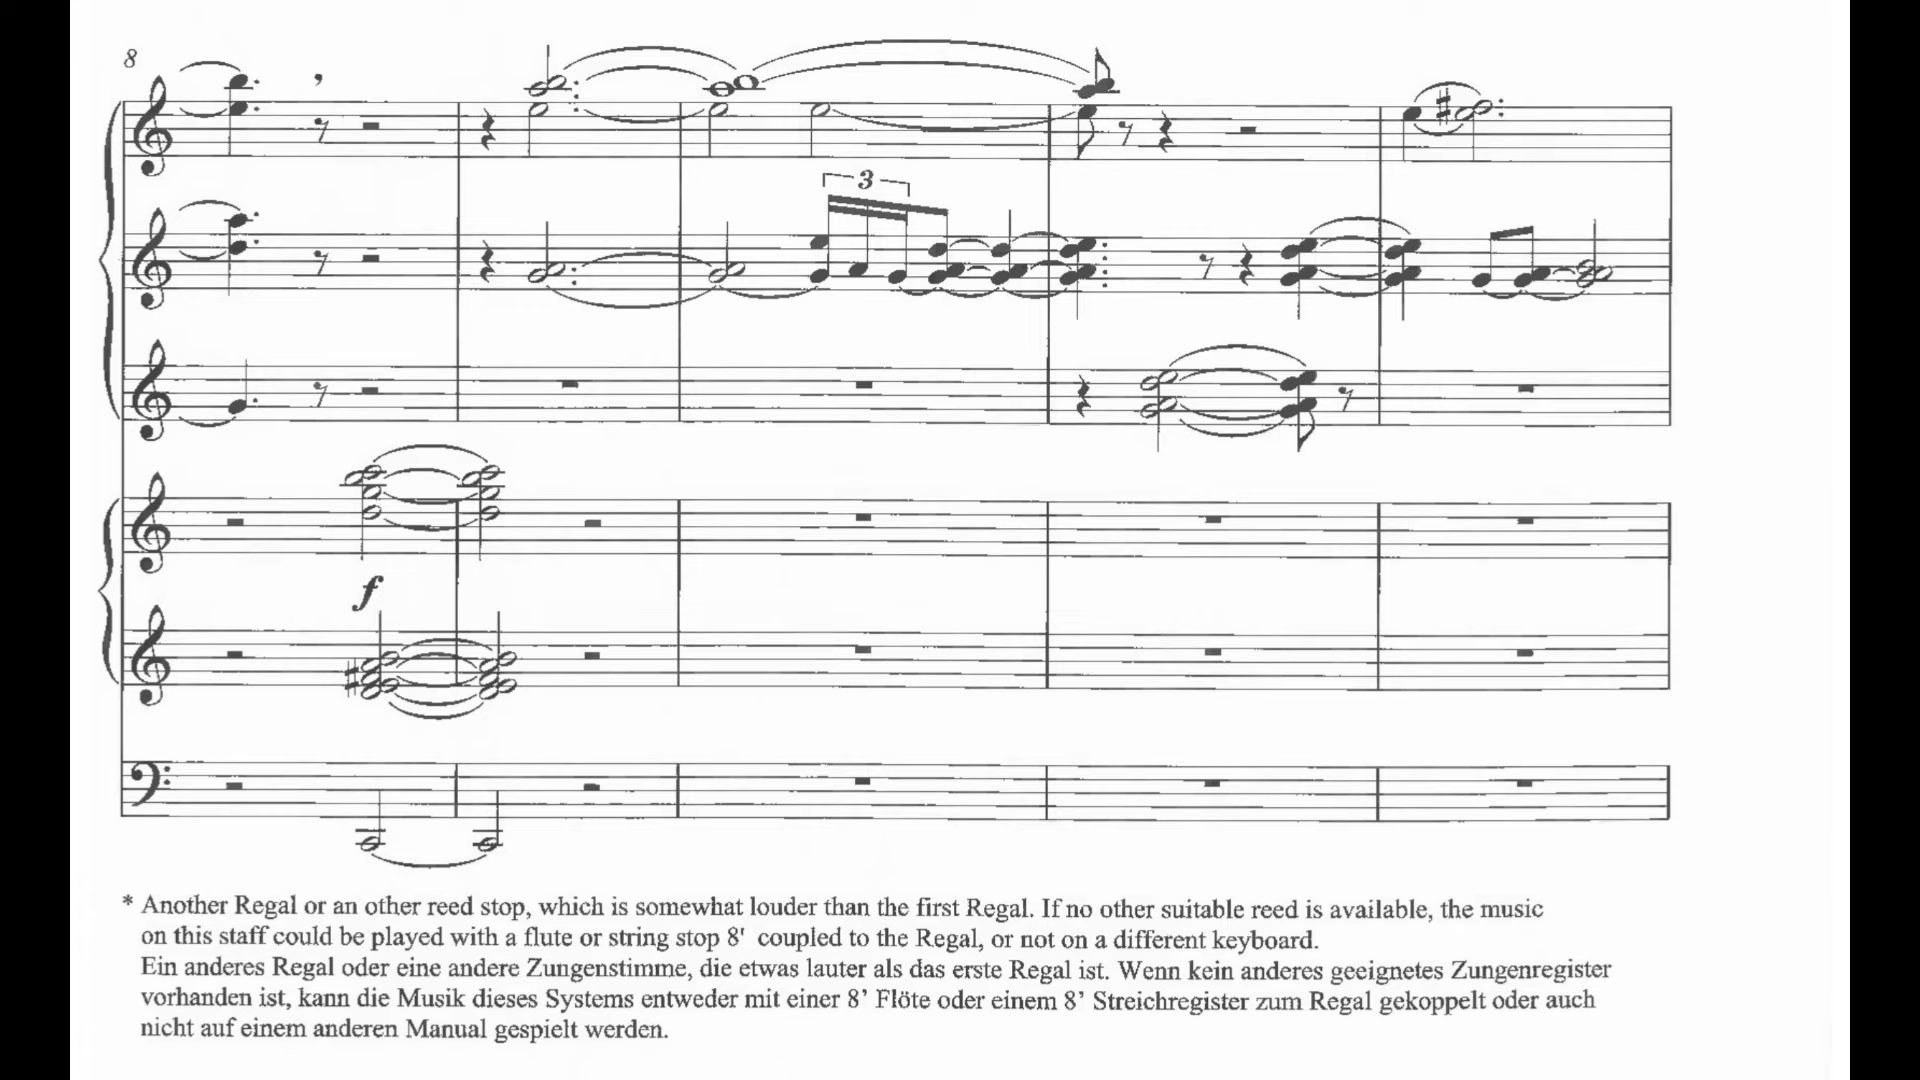 8
3
f
* Another Regal or an other reed stop, which is somewhat louder than the first Regal. If no other suitable reed is available, the music
on this staff could be played with a flute or string stop 8' coupled to the Regal, or not on a different keyboard.
Ein anderes Regal oder eine andere Zungenstimme, die etwas lauter als das erste Regal ist. Wenn kein anderes geeignetes Zungenregister
vorhanden ist, kann die Musik dieses Systems entweder mit einer 8’ Flöte oder einem 8’ Streichregister zum Regal gekoppelt oder auch
nicht auf einem anderen Manual gespielt werden.